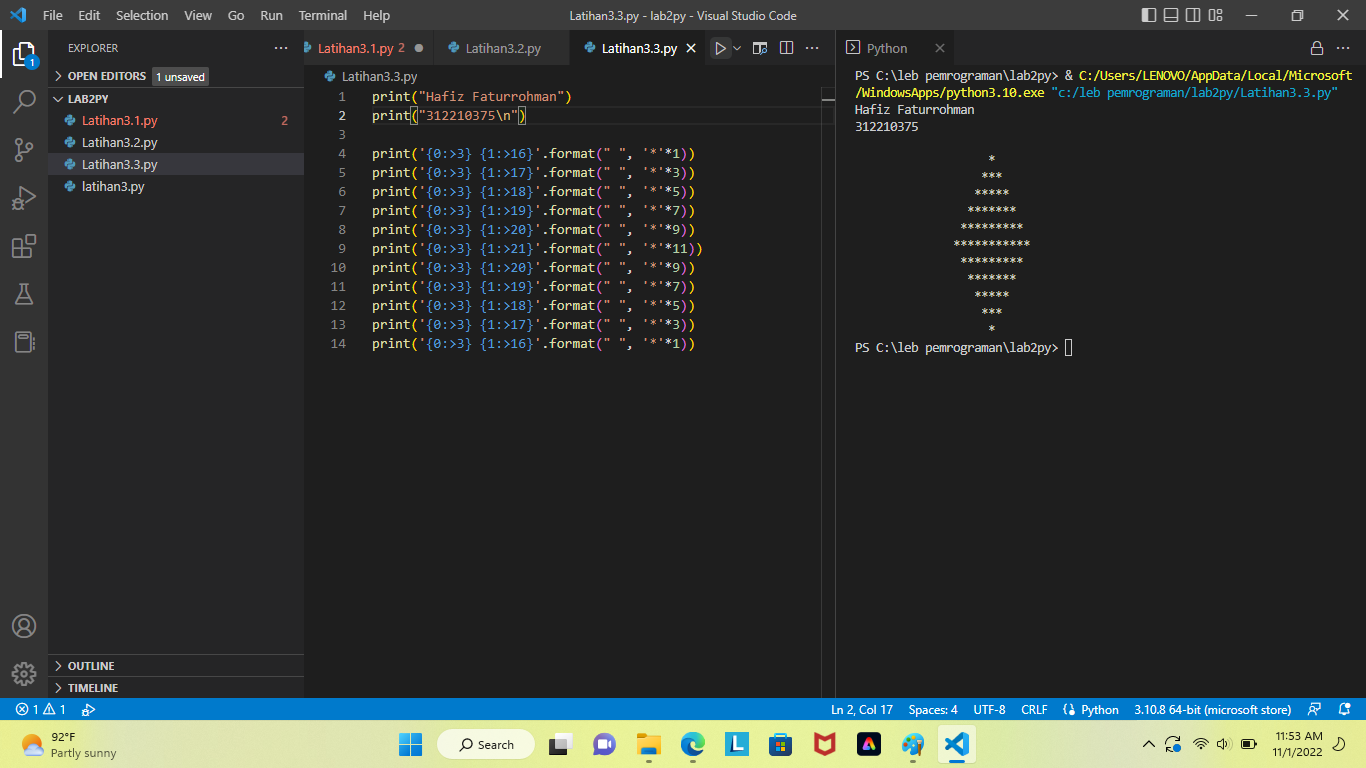 File Edit Selection View Go Run Terminal Help
Latihan3.3.py - lab2py - Visual Studio Code
EXPLORER
OPEN EDITORS 1 unsaved
LAB2PY
Latihan3.1.py 2
Latihan3.2.py
Latihan3.3.py
latihan3.py
OUTLINE
TIMELINE
1
Latihan3.1.py 2
Latihan3.2.py
Latihan3.3.py
Latihan3.3.py
1 print("Hafiz Faturrohman")
2 print("312210375\n")
3
4 print('{0:>3} {1:>16}'.format(" ", '*'*1))
5 print('{0:>3} {1:>17}'.format(" ", '*'*3))
6 print('{0:>3} {1:>18}'.format(" ", '*'*5))
7 print('{0:>3} {1:>19}'.format(" ", '*'*7))
8 print('{0:>3} {1:>20}'.format(" ", '*'*9))
9 print('{0:>3} {1:>21}'.format(" ", '*'*11))
10 print('{0:>3} {1:>20}'.format(" ", '*'*9))
11 print('{0:>3} {1:>19}'.format(" ", '*'*7))
12 print('{0:>3} {1:>18}'.format(" ", '*'*5))
13 print('{0:>3} {1:>17}'.format(" ", '*'*3))
14 print('{0:>3} {1:>16}'.format(" ", '*'*1))
Python
PS C:\leb pemrograman\lab2py> & C:/Users/LENOVO/AppData/Local/Microsoft
/WindowsApps/python3.10.exe "c:/leb pemrograman/lab2py/Latihan3.3.py"
Hafiz Faturrohman
312210375
*
***
*****
*******
*********
***********
*********
*******
*****
***
*
PS C:\leb pemrograman\lab2py>
1 1
Ln 2, Col 17 Spaces: 4 UTF-8 CRLF Python 3.10.8 64-bit (microsoft store)
92°F
Partly sunny
Search
L
11:53 AM
11/1/2022